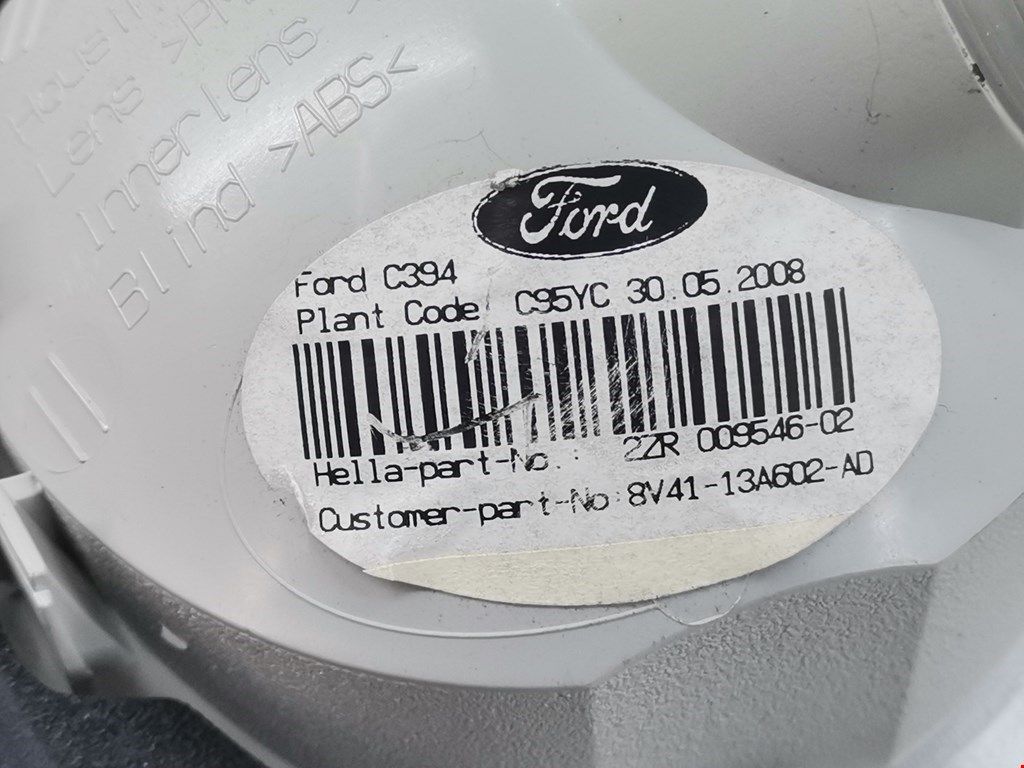 Housi
Lens >P
Innerlens
Blind >ABS<
Ford
Ford C394
Plant Code: C95YC 30.05.2008
Hella-part-No.: 2ZR 009546-02
Customer-part-No:8V41-13A602-AD